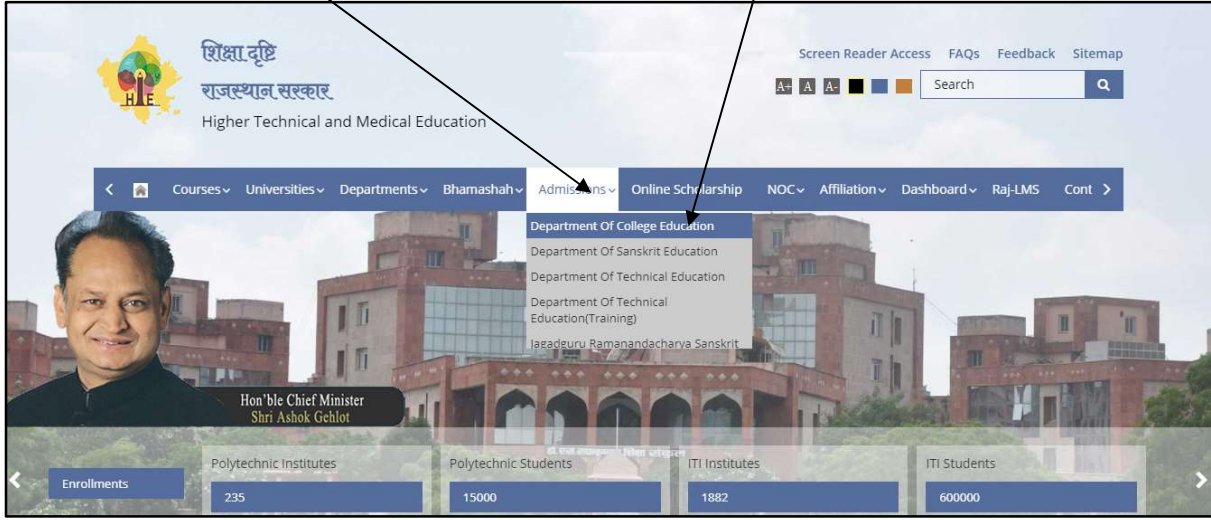 शिक्षा दृष्टि
राजस्थान सरकार
Higher Technical and Medical Education
HTE
Screen Reader Access FAQs Feedback Sitemap
A+ A A- Search
Courses Universities Departments Bhamashah Admissions Online Scholarship NOC Affiliation Dashboard Raj-LMS Cont
Department Of College Education
Department Of Sanskrit Education
Department Of Technical Education
Department Of Technical
Education(Training)
Jagadguru Ramanandacharya Sanskrit
Hon'ble Chief Minister
Shri Ashok Gehlot
Enrollments
Polytechnic Institutes
235
Polytechnic Students
15000
ITI Institutes
1882
ITI Students
600000